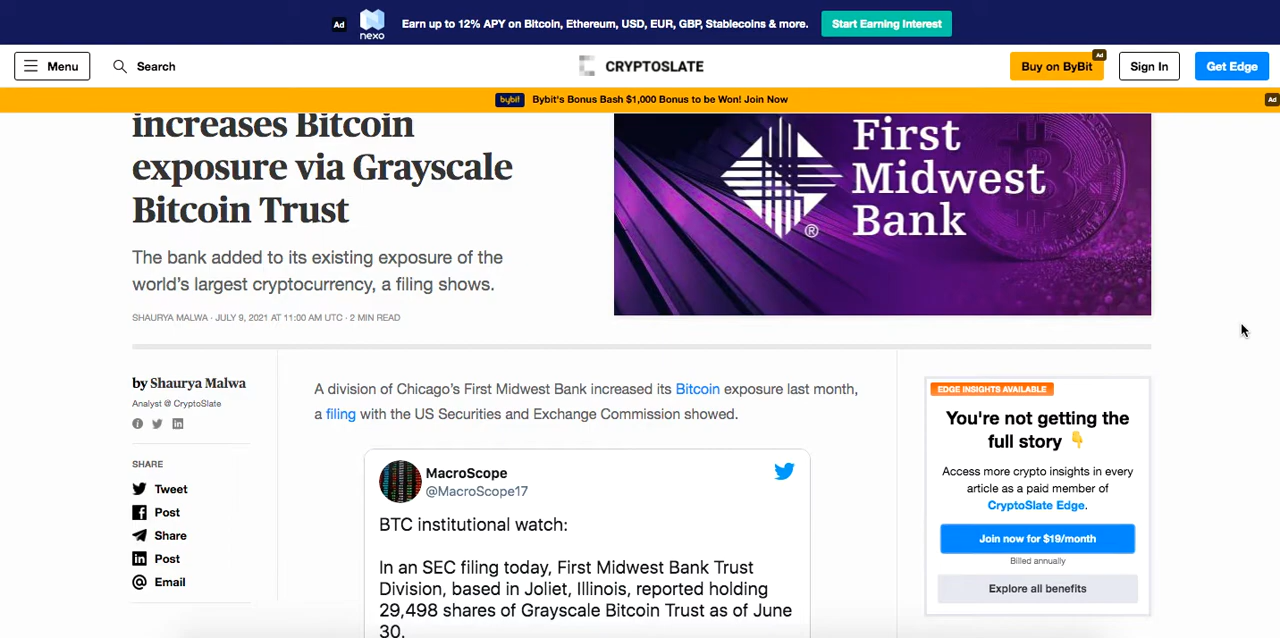 Ad
nexo
Earn up to 12% APY on Bitcoin, Ethereum, USD, EUR, GBP, Stablecoins & more.
Start Earning Interest
Menu
Search
CRYPTOSLATE
Buy on ByBit
Ad
Sign In
Get Edge
bybit
Bybit's Bonus Bash $1,000 Bonus to be Won! Join Now
Ad
increases Bitcoin
exposure via Grayscale
Bitcoin Trust
The bank added to its existing exposure of the
world's largest cryptocurrency, a filing shows.
SHAURYA MALWA · JULY 9, 2021 AT 11:00 AM UTC · 2 MIN READ
First
Midwest
Bank
®
by Shaurya Malwa
Analyst @ CryptoSlate
SHARE
Tweet
Post
Share
Post
Email
A division of Chicago's First Midwest Bank increased its Bitcoin exposure last month,
a filing with the US Securities and Exchange Commission showed.
MacroScope
@MacroScope17
BTC institutional watch:
In an SEC filing today, First Midwest Bank Trust
Division, based in Joliet, Illinois, reported holding
29,498 shares of Grayscale Bitcoin Trust as of June
30.
EDGE INSIGHTS AVAILABLE
You're not getting the
full story 👇
Access more crypto insights in every
article as a paid member of
CryptoSlate Edge.
Join now for $19/month
Billed annually
Explore all benefits